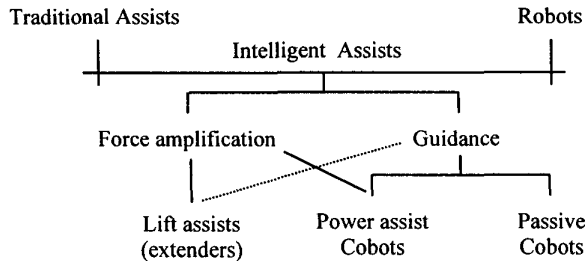 Traditional Assists Robots
Intelligent Assists
Force amplification Guidance
Lift assists Power assist Passive
(extenders) Cobots Cobots